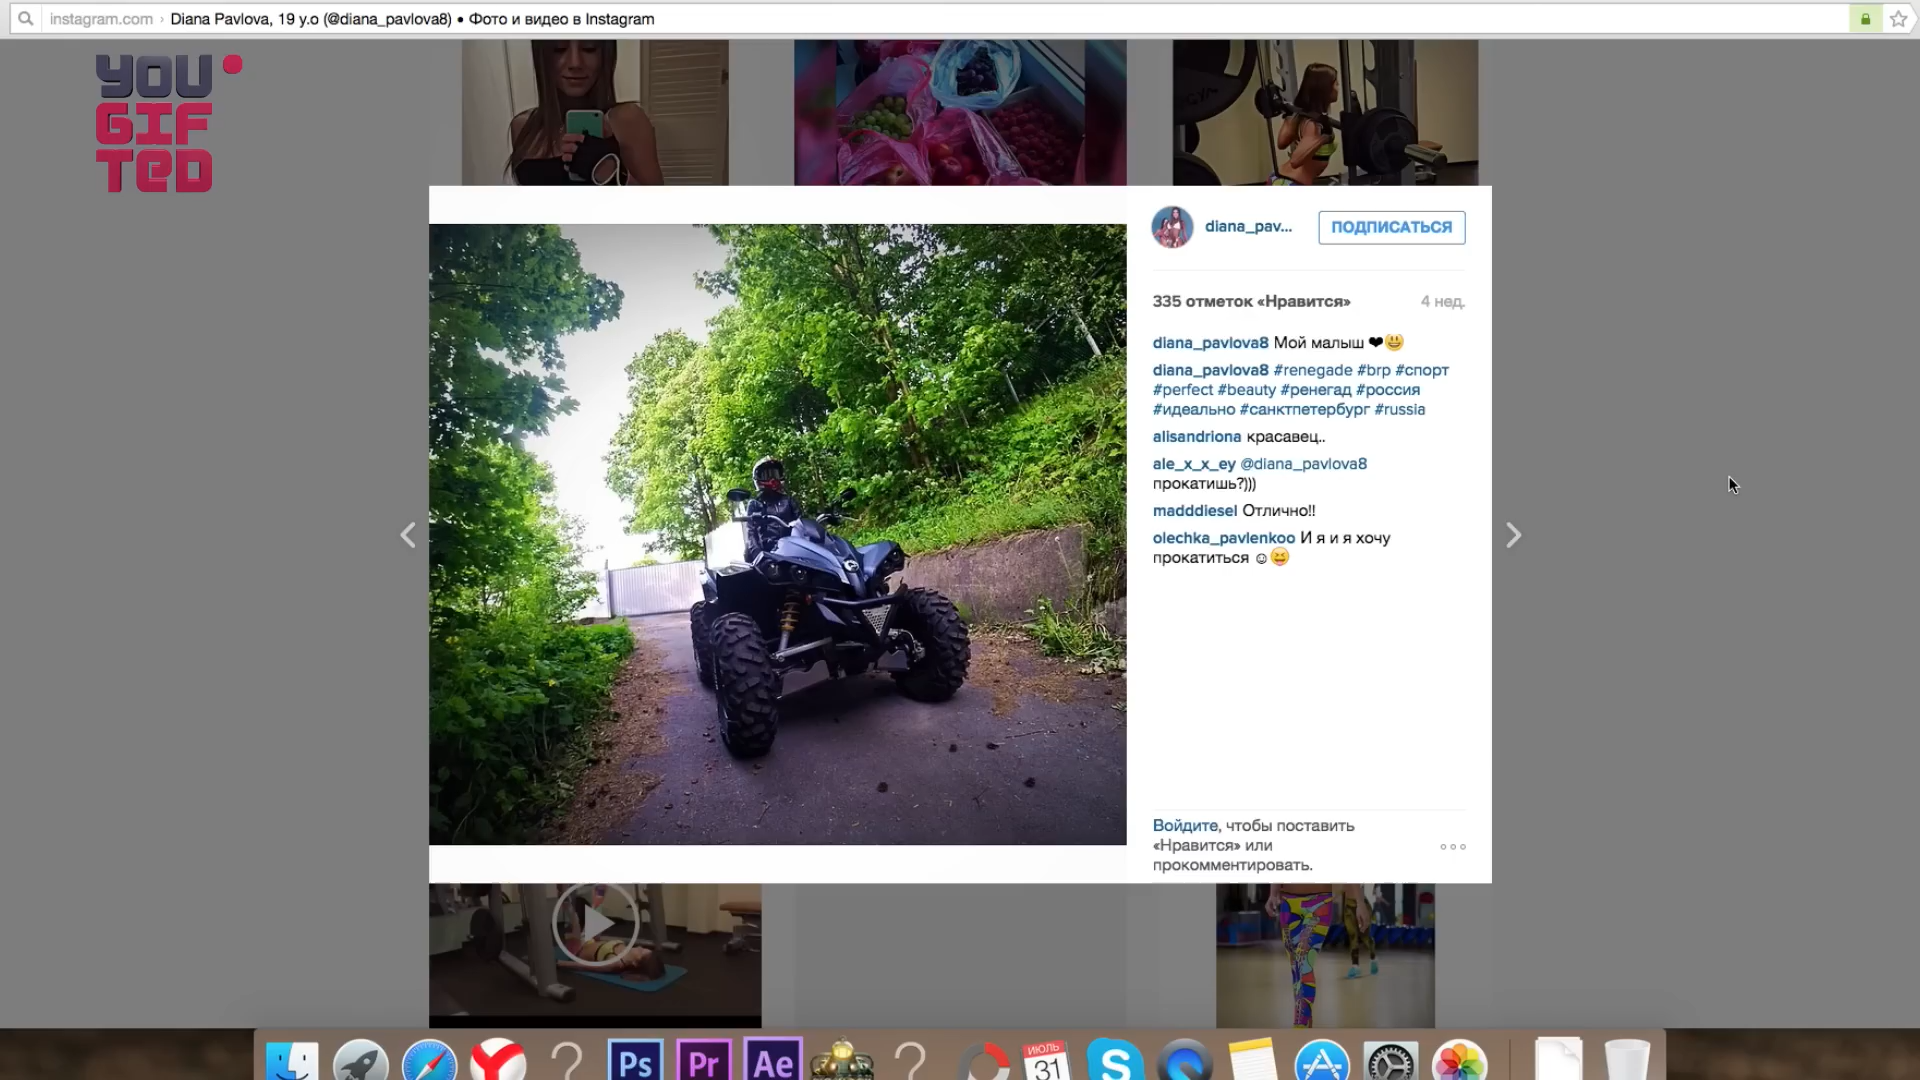 instagram.com › Diana Pavlova, 19 y.o (@diana_pavlova8) • Фото и видео в Instagram
YOU
GIF
TED
diana_pav...
ПОДПИСАТЬСЯ
335 отметок «Нравится»
4 нед.
diana_pavlova8 Мой малыш ❤😃
diana_pavlova8 #renegade #brp #спорт
#perfect #beauty #ренегад #россия
#идеально #санктпетербург #russia
alisandriona красавец..
ale_x_x_ey @diana_pavlova8
прокатишь?)))
madddiesel Отлично!!
olechka_pavlenkoo И я и я хочу
прокатиться ☺😆
Войдите, чтобы поставить
«Нравится» или
прокомментировать.
Ps
Pr
Ae
ИЮЛЬ
31